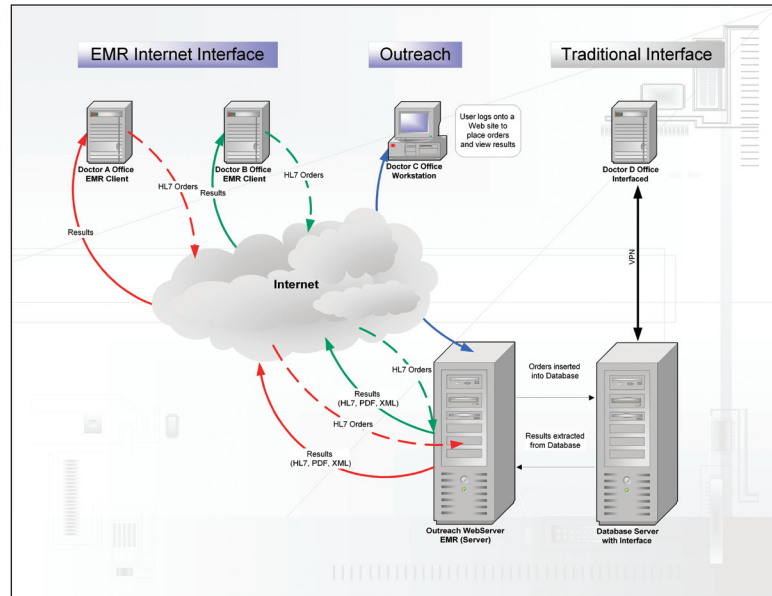 EMR Internet Interface
Outreach
Traditional Interface
User logs onto a
Web site to
place orders
and view results
Doctor A Office
EMR Client
Doctor B Office
EMR Client
Doctor C Office
Workstation
Doctor D Office
Interfaced
HL7 Orders
HL7 Orders
Results
Results
VPN
Internet
HL7 Orders
Results
(HL7, PDF, XML)
HL7 Orders
Results
(HL7, PDF, XML)
Orders inserted
into Database
Results extracted
from Database
Outreach WebServer
EMR (Server)
Database Server
with Interface